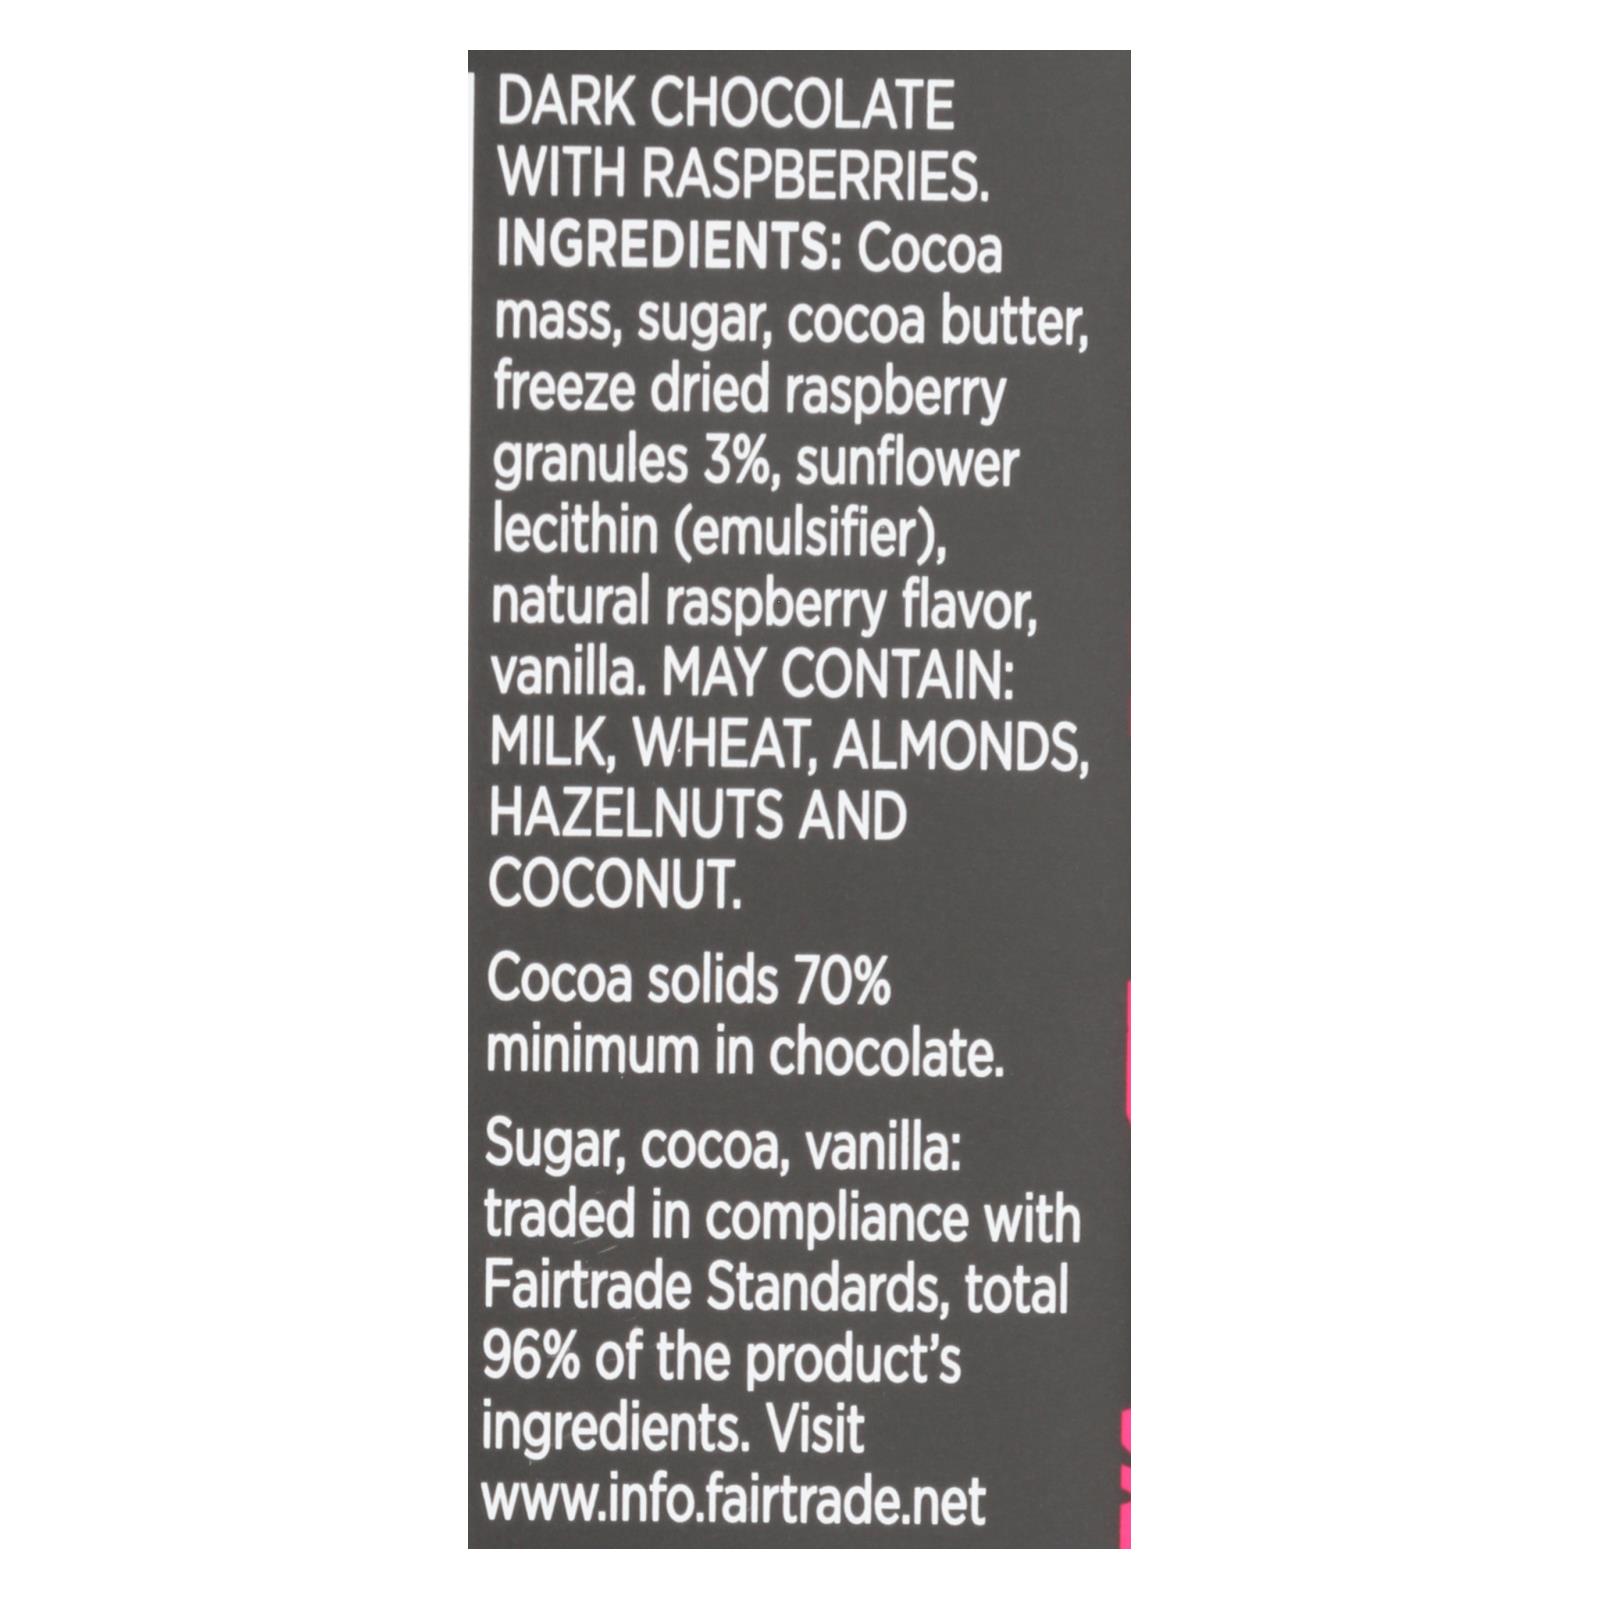 DARK CHOCOLATE
WITH RASPBERRIES.
INGREDIENTS: Cocoa
mass, sugar, cocoa butter,
freeze dried raspberry
granules 3%, sunflower
lecithin (emulsifier),
natural raspberry flavor,
vanilla. MAY CONTAIN:
MILK, WHEAT, ALMONDS,
HAZELNUTS AND
COCONUT.
Cocoa solids 70%
minimum in chocolate.
Sugar, cocoa, vanilla:
traded in compliance with
Fairtrade Standards, total
96% of the product's
ingredients. Visit
www.info.fairtrade.net